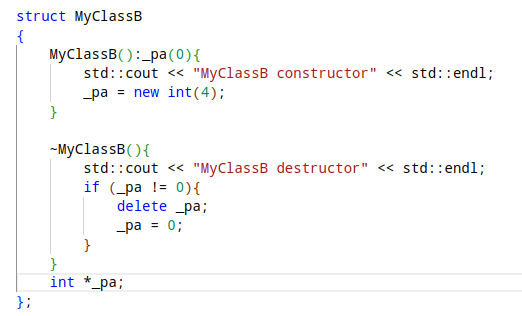 struct MyClassB
{
    MyClassB():_pa(0){
        std::cout << "MyClassB constructor" << std::endl;
        _pa = new int(4);
    }

    ~MyClassB(){
        std::cout << "MyClassB destructor" << std::endl;
        if (_pa != 0){
            delete _pa;
            _pa = 0;
        }
    }
    int *_pa;
};